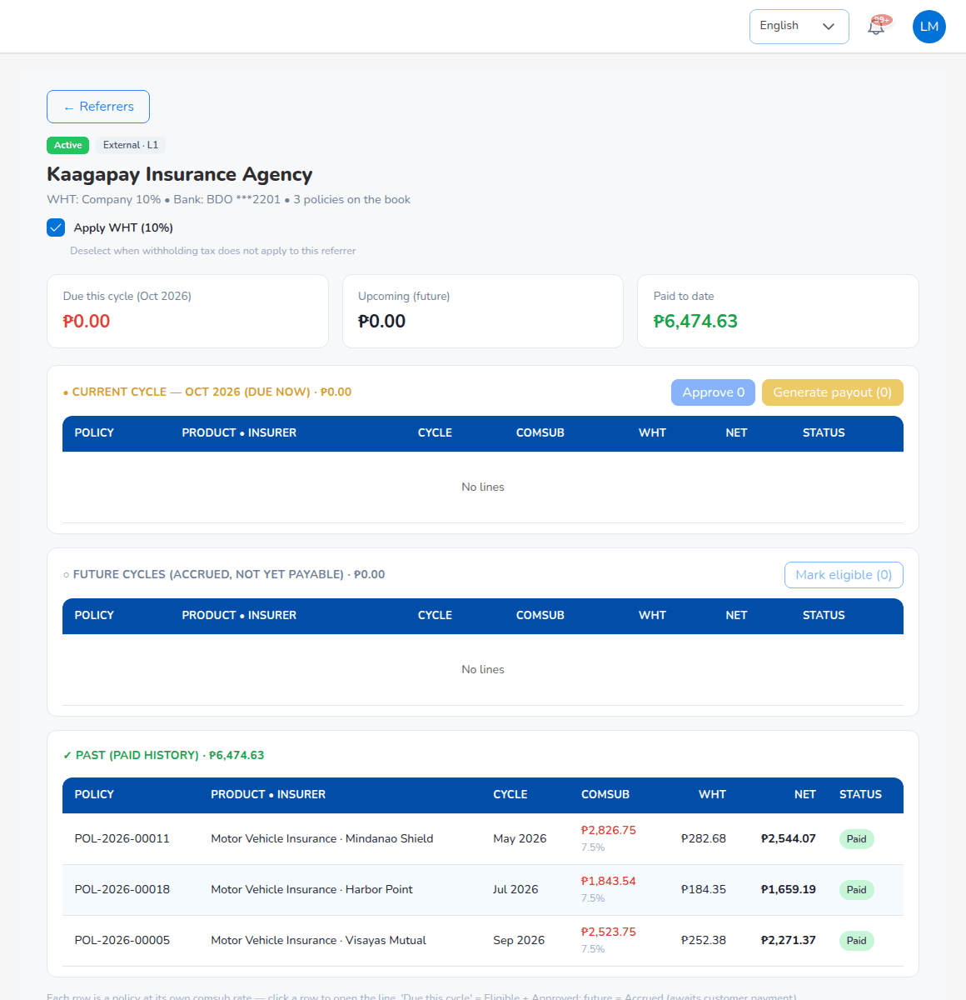 English
99+
LM
← Referrers
Active
External · L1
Kaagapay Insurance Agency
WHT: Company 10% • Bank: BDO ***2201 • 3 policies on the book
Apply WHT (10%)
Deselect when withholding tax does not apply to this referrer
Due this cycle (Oct 2026)
₱0.00
Upcoming (future)
₱0.00
Paid to date
₱6,474.63
● CURRENT CYCLE — OCT 2026 (DUE NOW) · ₱0.00
Approve 0
Generate payout (0)
POLICY PRODUCT • INSURER CYCLE COMSUB WHT NET STATUS
No lines
○ FUTURE CYCLES (ACCRUED, NOT YET PAYABLE) · ₱0.00
Mark eligible (0)
POLICY PRODUCT • INSURER CYCLE COMSUB WHT NET STATUS
No lines
✓ PAST (PAID HISTORY) · ₱6,474.63
POLICY PRODUCT • INSURER CYCLE COMSUB WHT NET STATUS
POL-2026-00011 Motor Vehicle Insurance · Mindanao Shield May 2026 ₱2,826.75 ₱282.68 ₱2,544.07 Paid
7.5%
POL-2026-00018 Motor Vehicle Insurance · Harbor Point Jul 2026 ₱1,843.54 ₱184.35 ₱1,659.19 Paid
7.5%
POL-2026-00005 Motor Vehicle Insurance · Visayas Mutual Sep 2026 ₱2,523.75 ₱252.38 ₱2,271.37 Paid
7.5%
Each row is a policy at its own comsub rate — click a row to open the line. 'Due this cycle' = Eligible + Approved; future = Accrued (awaits customer payment).